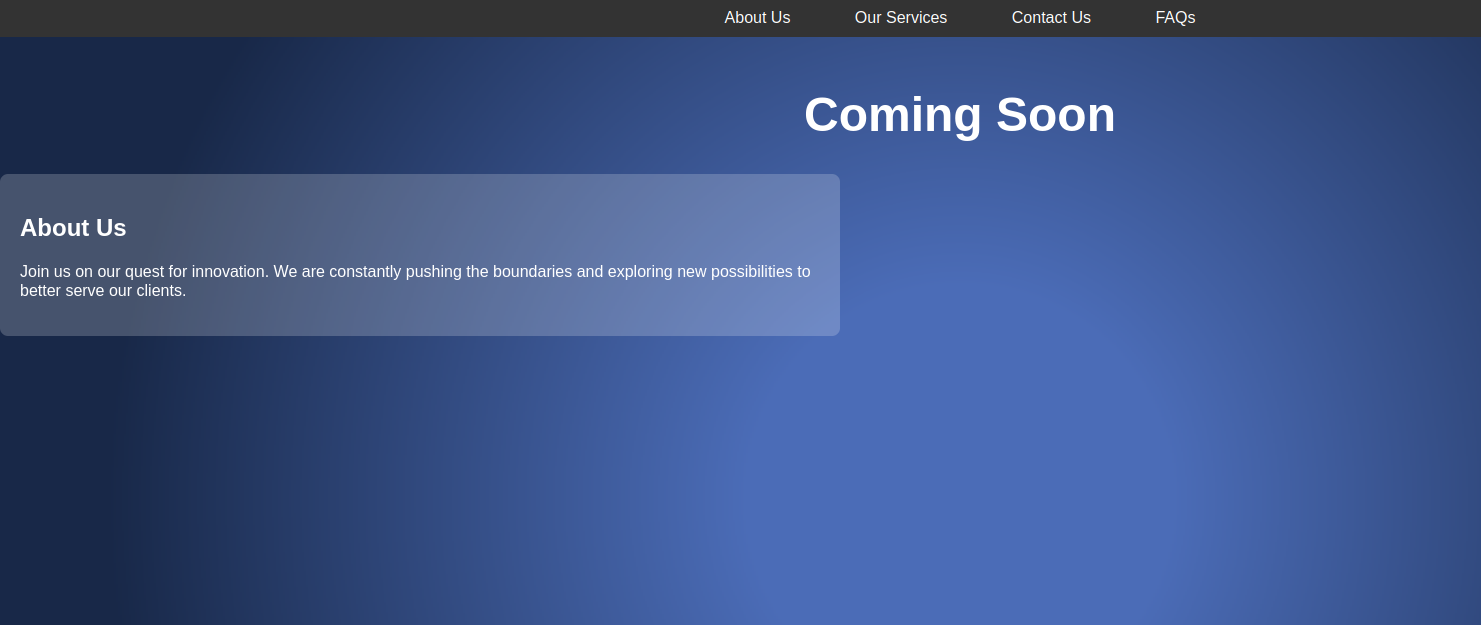 About Us Our Services Contact Us FAQs
Coming Soon
About Us
Join us on our quest for innovation. We are constantly pushing the boundaries and exploring new possibilities to
better serve our clients.